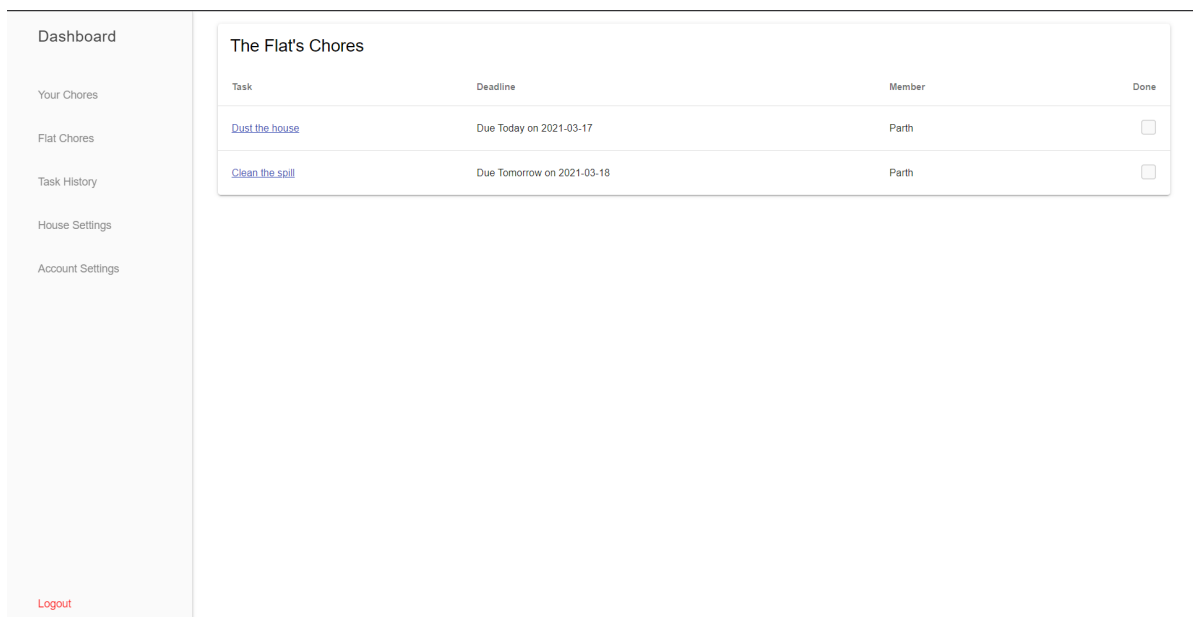 Dashboard
Your Chores
Flat Chores
Task History
House Settings
Account Settings
Logout
The Flat's Chores
Task Deadline Member Done
Dust the house Due Today on 2021-03-17 Parth
Clean the spill Due Tomorrow on 2021-03-18 Parth